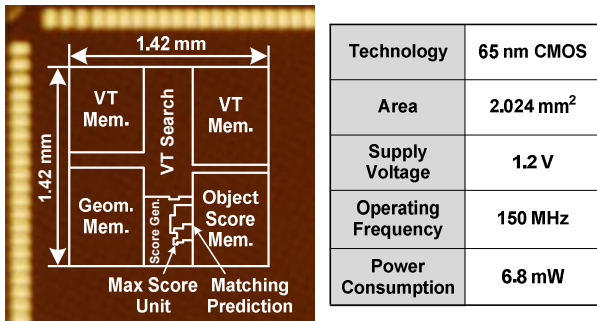 1.42 mm
1.42 mm
VT
Mem.
VT Search
VT
Mem.
Geom.
Mem.
Score Gen.
Object
Score
Mem.
Max Score
Unit
Matching
Prediction
Technology 65 nm CMOS
Area 2.024 mm²
Supply
Voltage 1.2 V
Operating
Frequency 150 MHz
Power
Consumption 6.8 mW